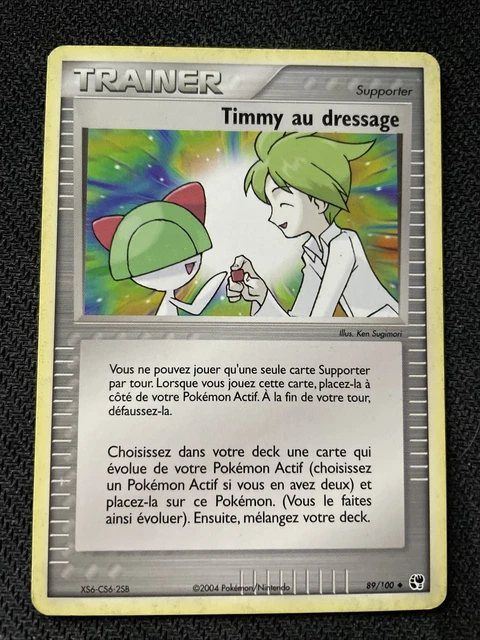 TRAINER
Supporter
Timmy au dressage
Illus. Ken Sugimori
Vous ne pouvez jouer qu'une seule carte Supporter
par tour. Lorsque vous jouez cette carte, placez-la à
côté de votre Pokémon Actif. À la fin de votre tour,
défaussez-la.
Choisissez dans votre deck une carte qui
évolue de votre Pokémon Actif (choisissez
un Pokémon Actif si vous en avez deux) et
placez-la sur ce Pokémon. (Vous le faites
ainsi évoluer). Ensuite, mélangez votre deck.
XS6-CS6-2SB
©2004 Pokémon/Nintendo
89/100